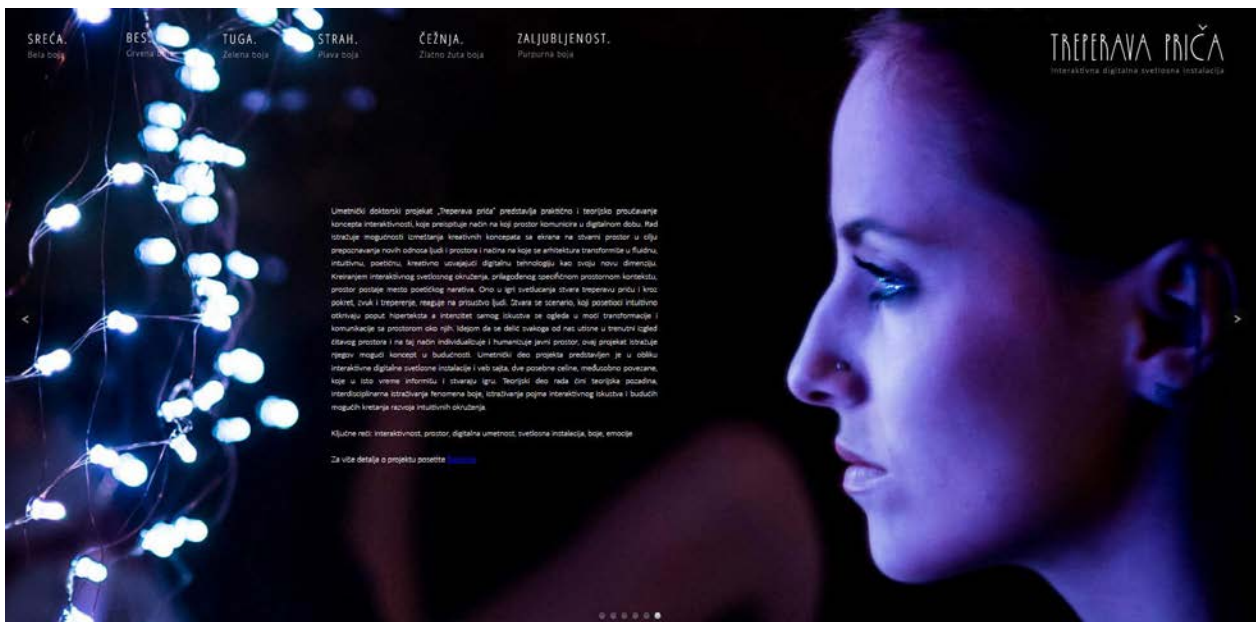 SREĆA.
Bela boja
BES.
Crvena
TUGA.
Zelena boja
STRAH.
Plava boja
ČEŽNJA.
Zlatno žuta boja
ZALJUBLJENOST.
Purpurna boja
TREPERAVA PRIČA
Interaktivna digitalna svetlosna instalacija
Umetnički doktorski projekat „Treperava priča“ predstavlja praktično i teorijsko proučavanje
koncepta interaktivnosti, koje preispituje način na koji prostor komunicira u digitalnom dobu. Rad
istražuje mogućnosti izmeštanja kreativnih koncepata sa ekrana na stvarni prostor u cilju
prepoznavanja novih odnosa ljudi i prostora i načina na koje se arhitektura transformiše u fluidnu,
intuitivnu, poetičnu, kreativno usvajajući digitalnu tehnologiju kao svoju novu dimenziju.
Kreiranjem interaktivnog svetlosnog okruženja, prilagođenog specifičnom prostornom kontekstu,
prostor postaje mesto poetičkog narativa. Ono u igri svetlucanja stvara treperavu priču i kroz
pokret, zvuk i treperenje, reaguje na prisustvo ljudi. Stvara se scenario, koji posetioci intuitivno
otkrivaju poput hiperteksta a intenzitet samog iskustva se ogleda u moći transformacije i
komunikacije sa prostorom oko njih. Idejom da se delić svakoga od nas utisne u trenutni izgled
čitavog prostora i na taj način individualizuje i humanizuje javni prostor, ovaj projekat istražuje
njegov mogući koncept u budućnosti. Umetnički deo projekta predstavljen je u obliku
interaktivne digitalne svetlosne instalacije i veb sajta, dve posebne celine, međusobno povezane,
koje u isto vreme informišu i stvaraju igru. Teorijski deo rada čini teorijska pozadina,
interdisciplinarna istraživanja fenomena boje, istraživanja pojma interaktivnog iskustva i budućih
mogućih kretanja razvoja intuitivnih okruženja.
Ključne reči: interaktivnost, prostor, digitalna umetnost, svetlosna instalacija, boje, emocije
Za više detalja o projektu posetite